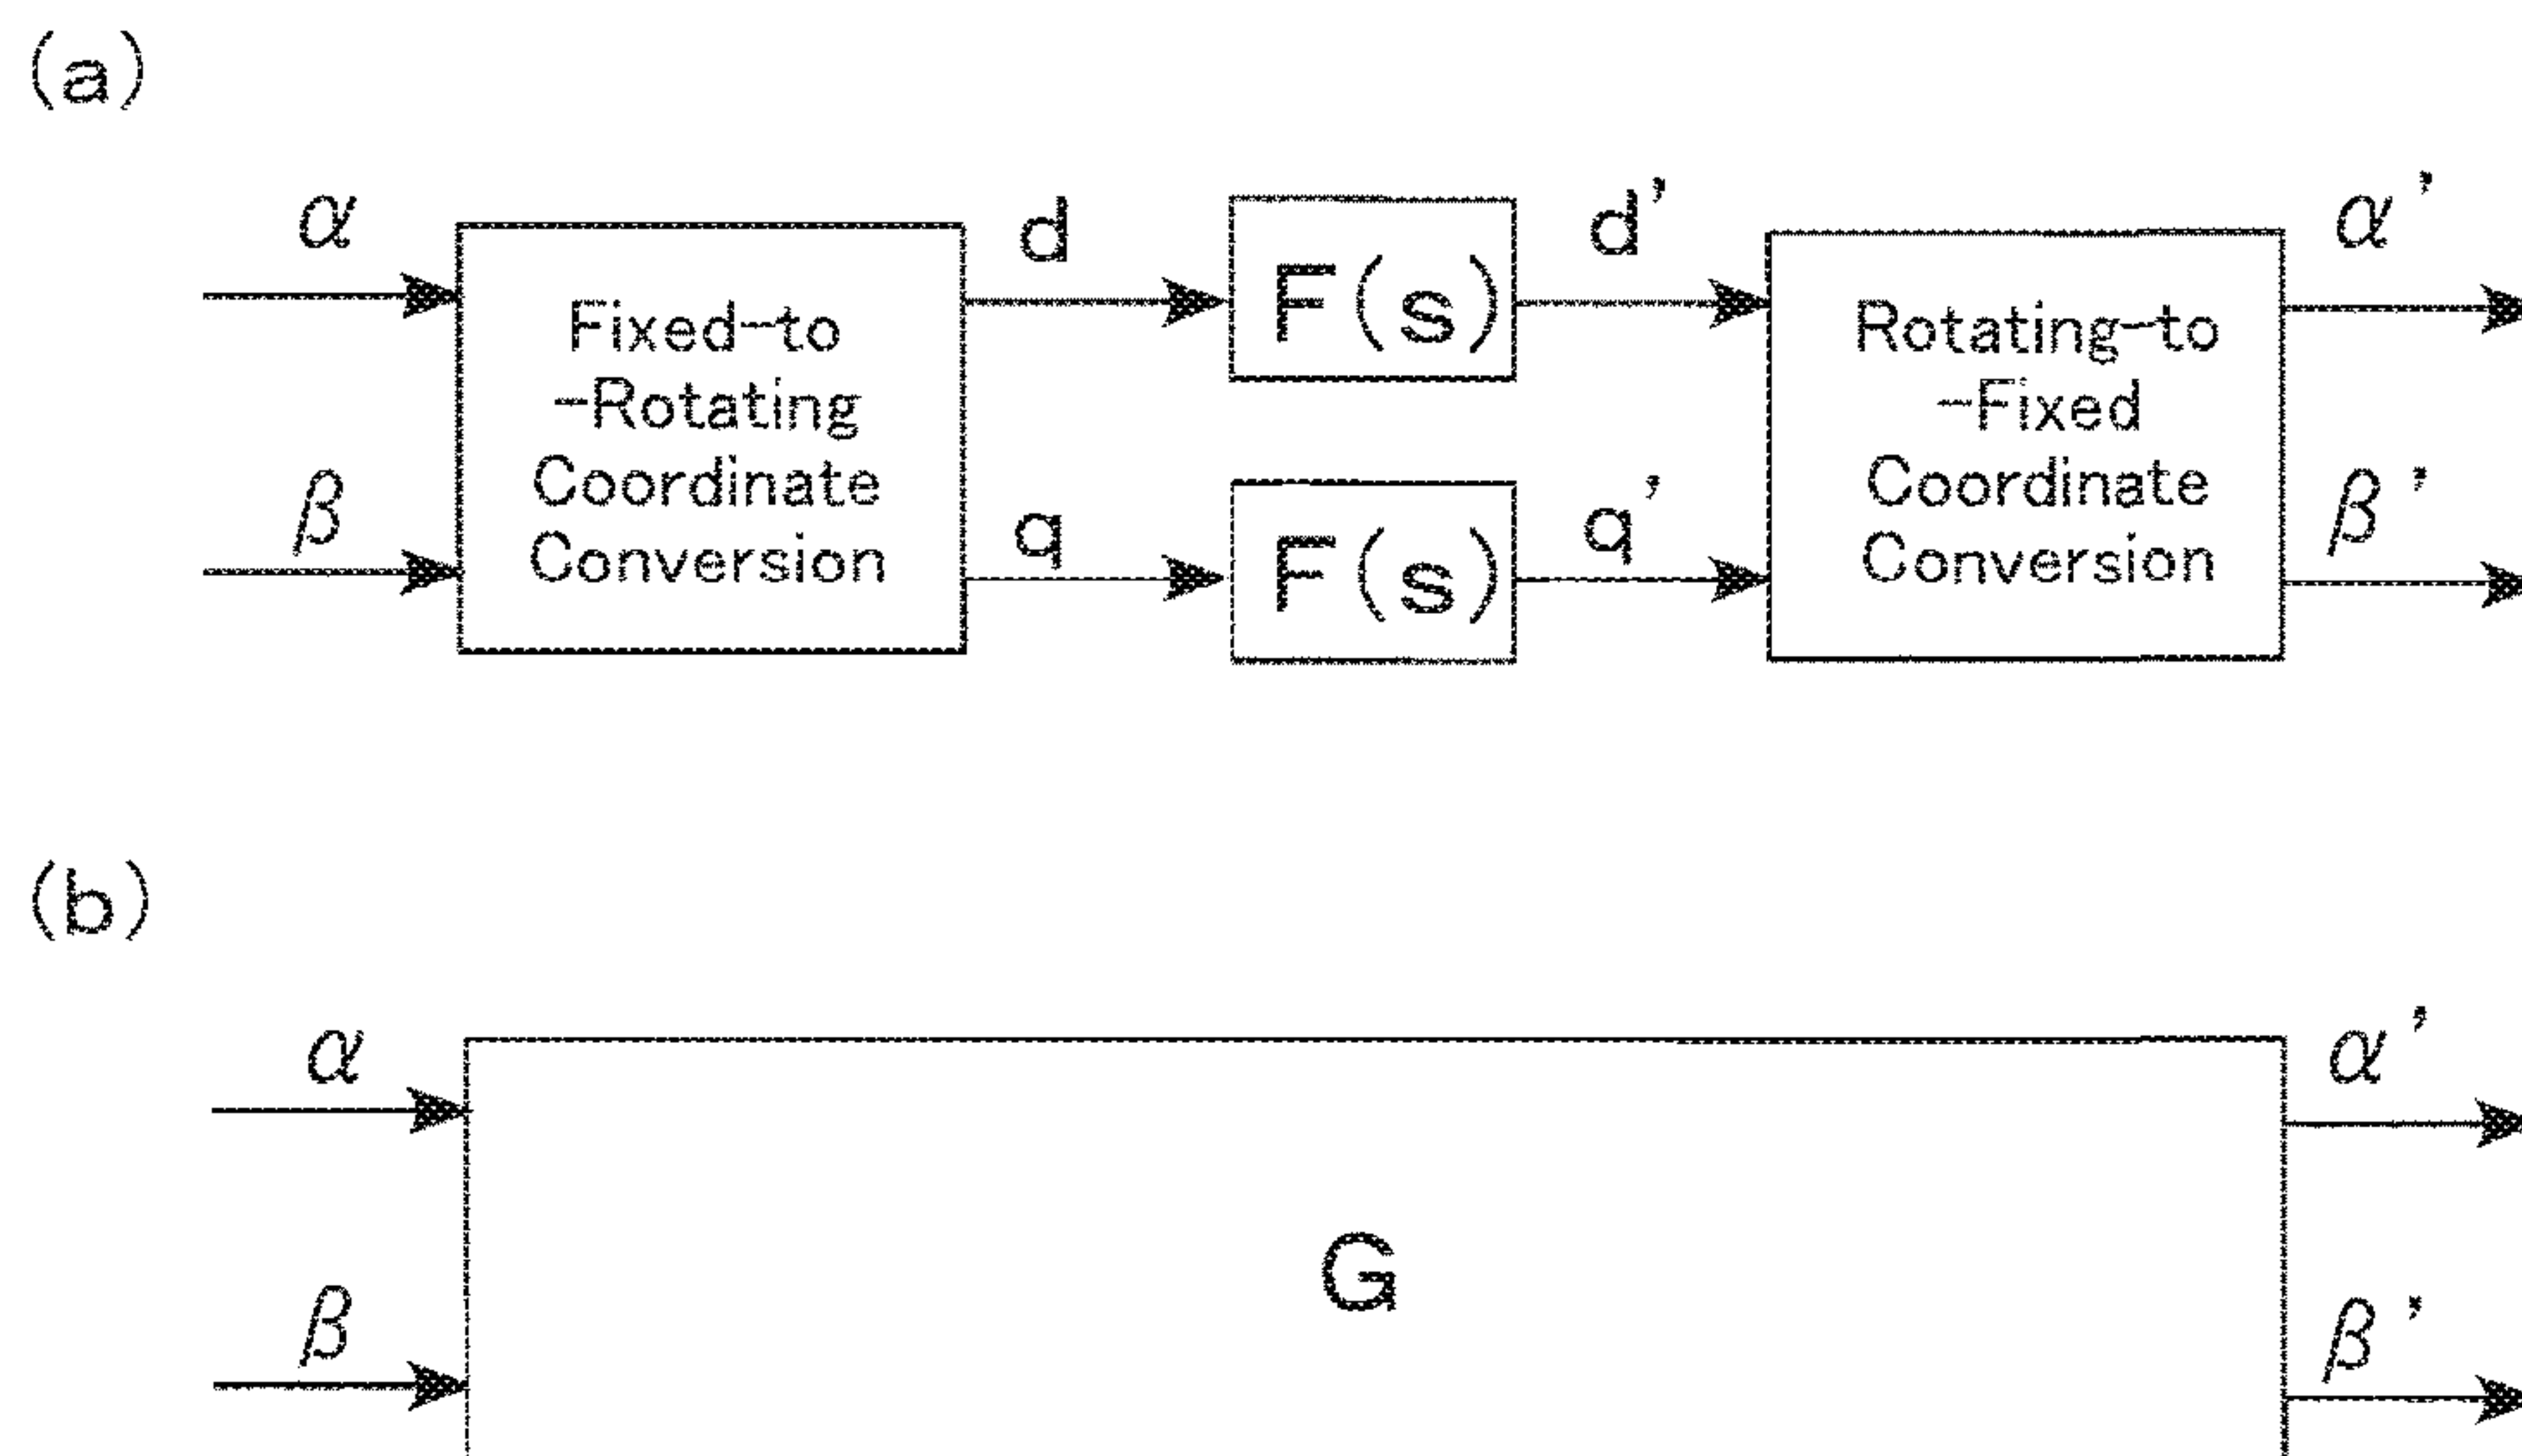 (a)
α
β
Fixed-to
-Rotating
Coordinate
Conversion
d
q
F(s)
F(s)
d'
q'
Rotating-to
-Fixed
Coordinate
Conversion
α'
β'
(b)
α
β
G
α'
β'